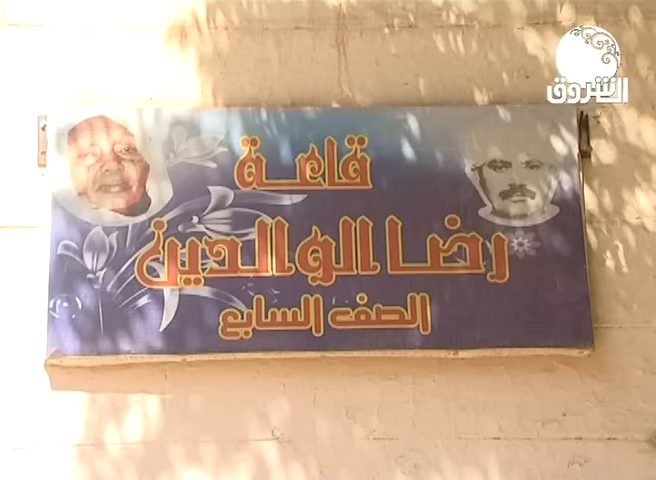 الشروق
قاعة
رضا الوالدين
الصف السابع